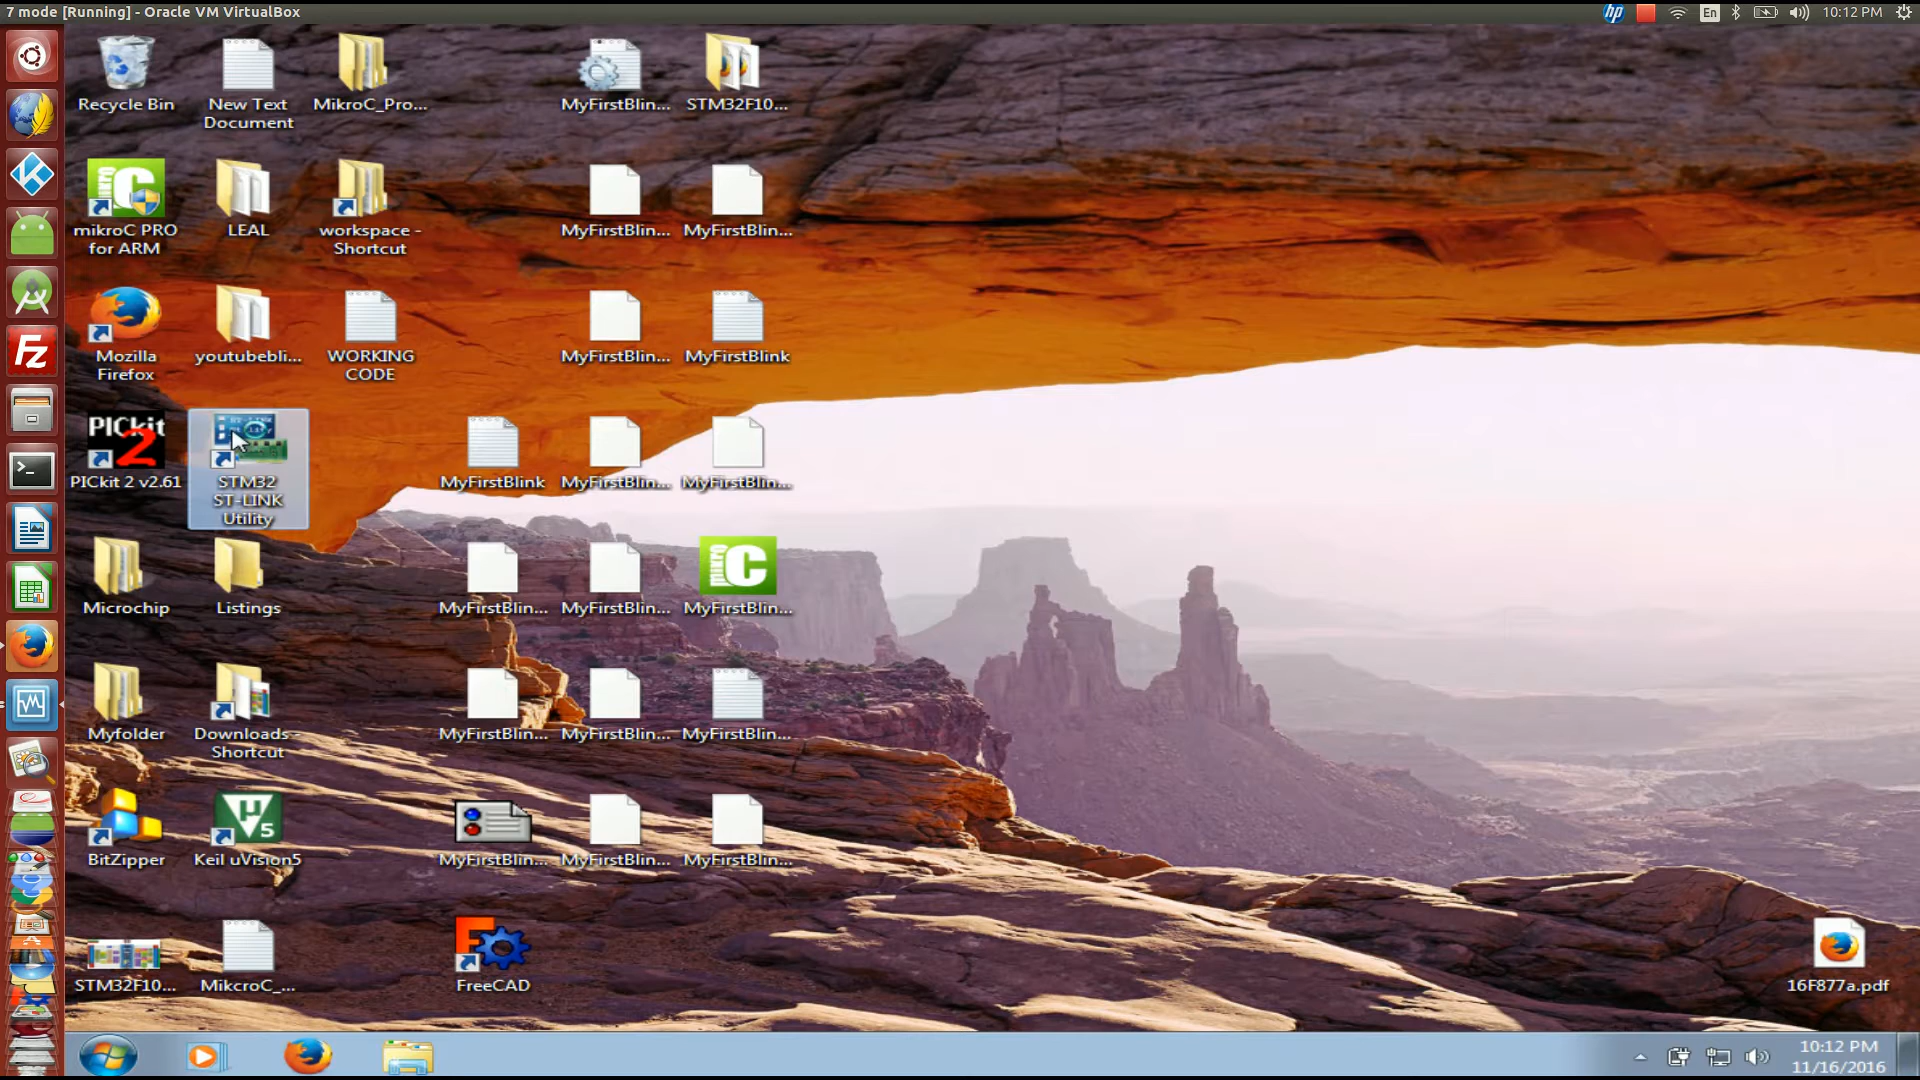 7 mode [Running] - Oracle VM VirtualBox
hp
En
10:12 PM
Recycle Bin
New Text
Document
MikroC_Pro...
MyFirstBlin...
STM32F10...
mikroC PRO
for ARM
LEAL
workspace -
Shortcut
MyFirstBlin...
MyFirstBlin...
Mozilla
Firefox
youtubebli...
WORKING
CODE
MyFirstBlin...
MyFirstBlink
PICkit
2
PICkit 2 v2.61
STM32
ST-LINK
Utility
MyFirstBlink
MyFirstBlin...
MyFirstBlin...
Microchip
Listings
MyFirstBlin...
MyFirstBlin...
mikro C
MyFirstBlin...
Myfolder
Downloads -
Shortcut
MyFirstBlin...
MyFirstBlin...
MyFirstBlin...
BitZipper
Keil uVision5
MyFirstBlin...
MyFirstBlin...
MyFirstBlin...
STM32F10...
MikcroC_...
FreeCAD
16F877a.pdf
10:12 PM
11/16/2016